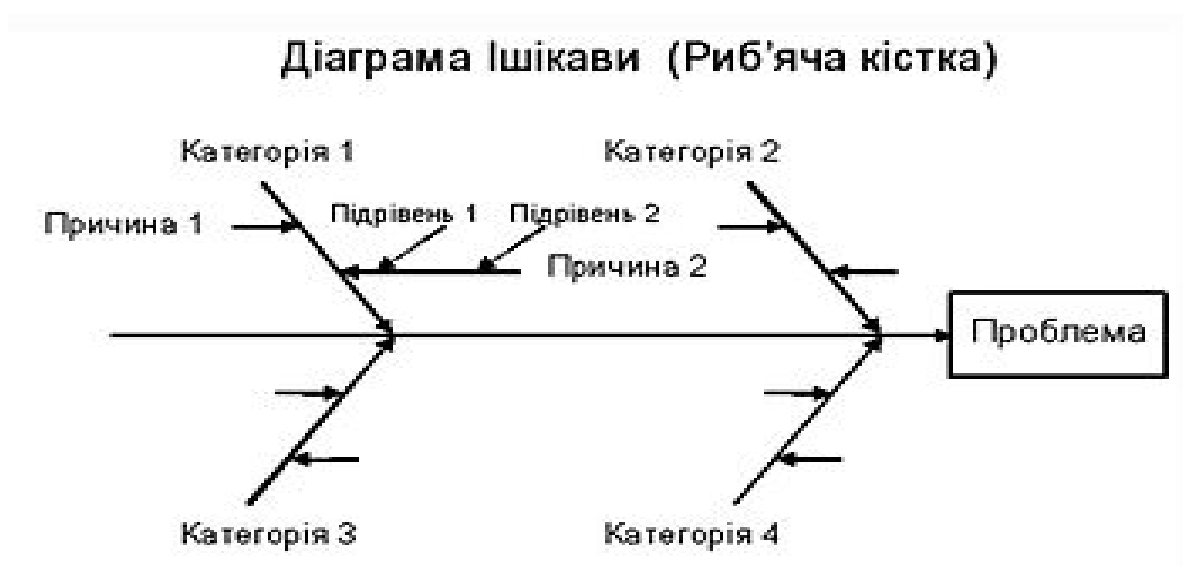 Діаграма Ішікави (Риб'яча кістка)
Категорія 1
Категорія 2
Причина 1
Підрівень 1
Підрівень 2
Причина 2
Проблема
Категорія 3
Категорія 4